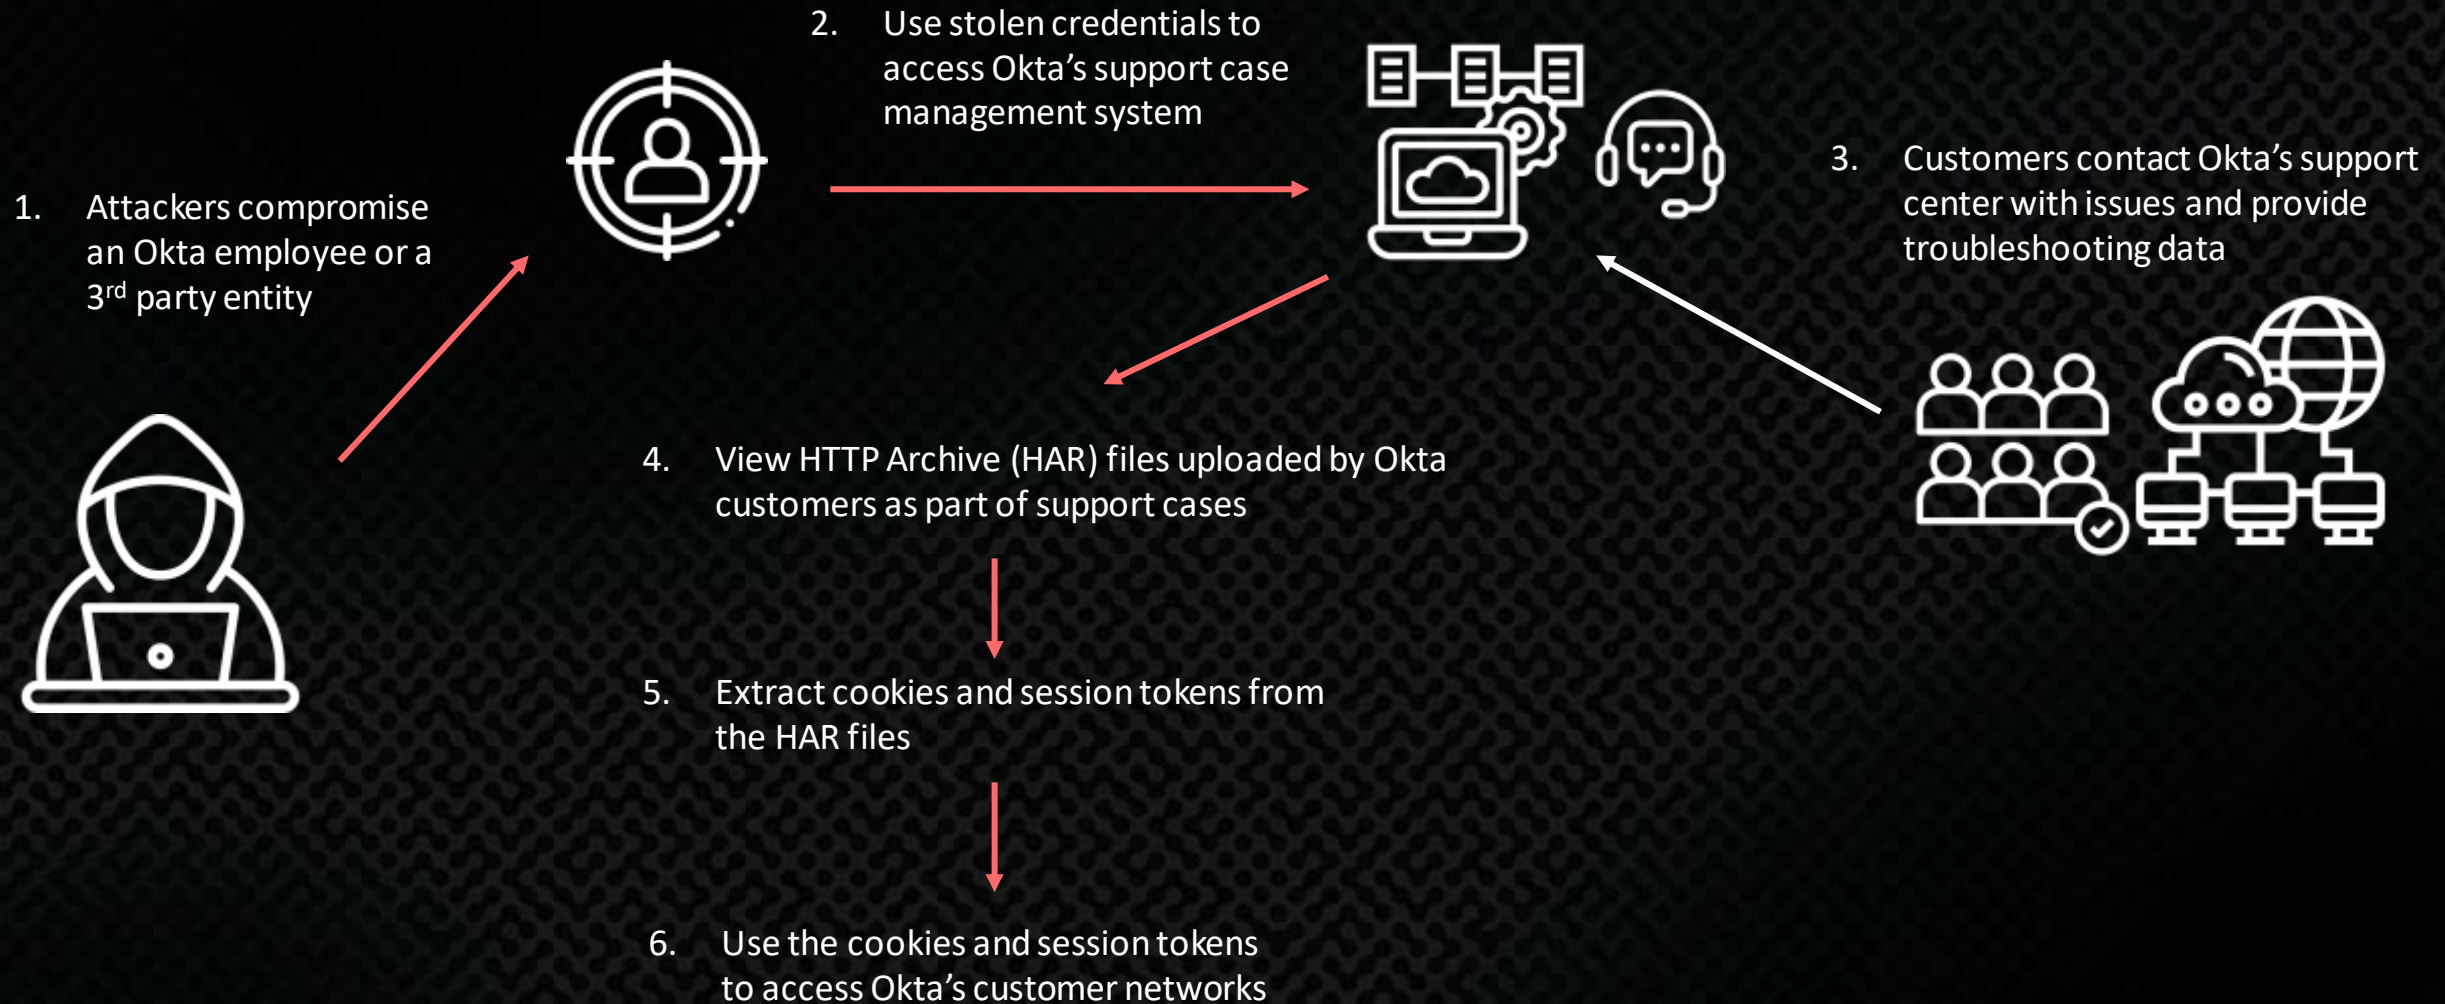 1. Attackers compromise
an Okta employee or a
3rd party entity
2. Use stolen credentials to
access Okta’s support case
management system
3. Customers contact Okta’s support
center with issues and provide
troubleshooting data
4. View HTTP Archive (HAR) files uploaded by Okta
customers as part of support cases
5. Extract cookies and session tokens from
the HAR files
6. Use the cookies and session tokens
to access Okta’s customer networks